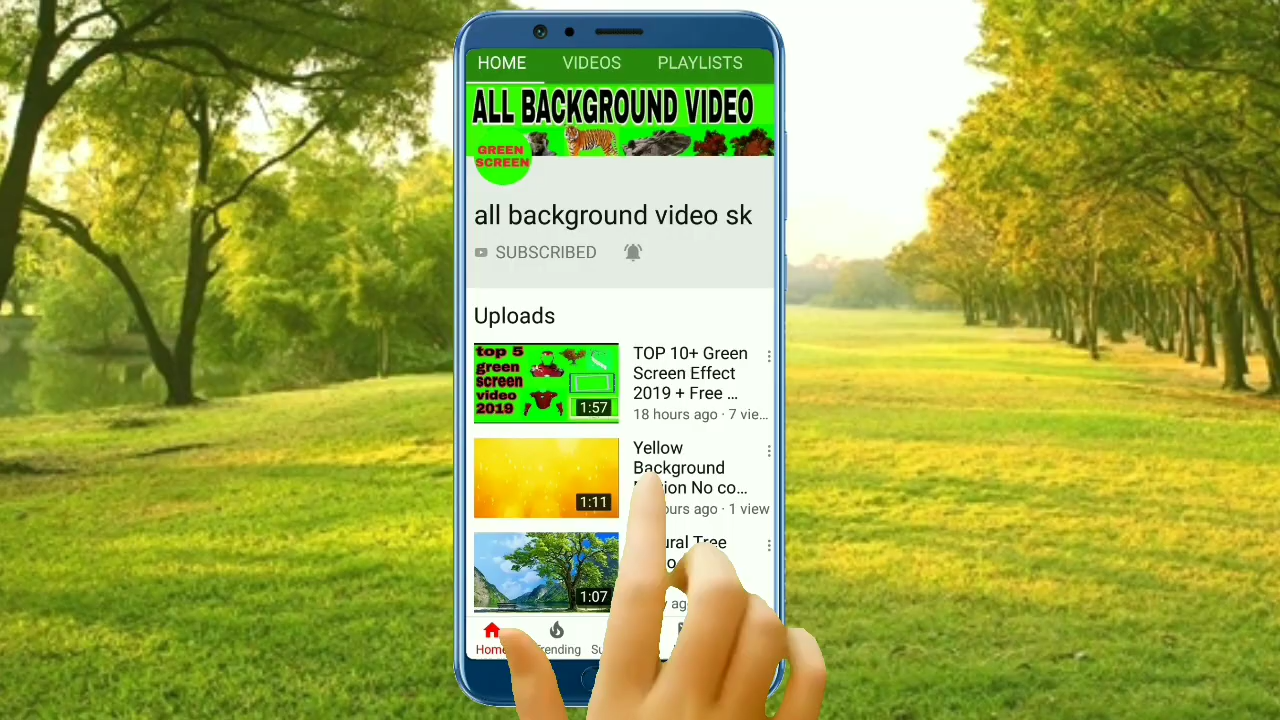 HOME VIDEOS PLAYLISTS
ALL BACKGROUND VIDEO
GREEN
SCREEN
all background video sk
SUBSCRIBED
Uploads
top 5
green
screen
video
2019
1:57
TOP 10+ Green
Screen Effect
2019 + Free ...
18 hours ago · 7 vie...
1:11
Yellow
Background
No co...
ago · 1 view
1:07
Tree
Home